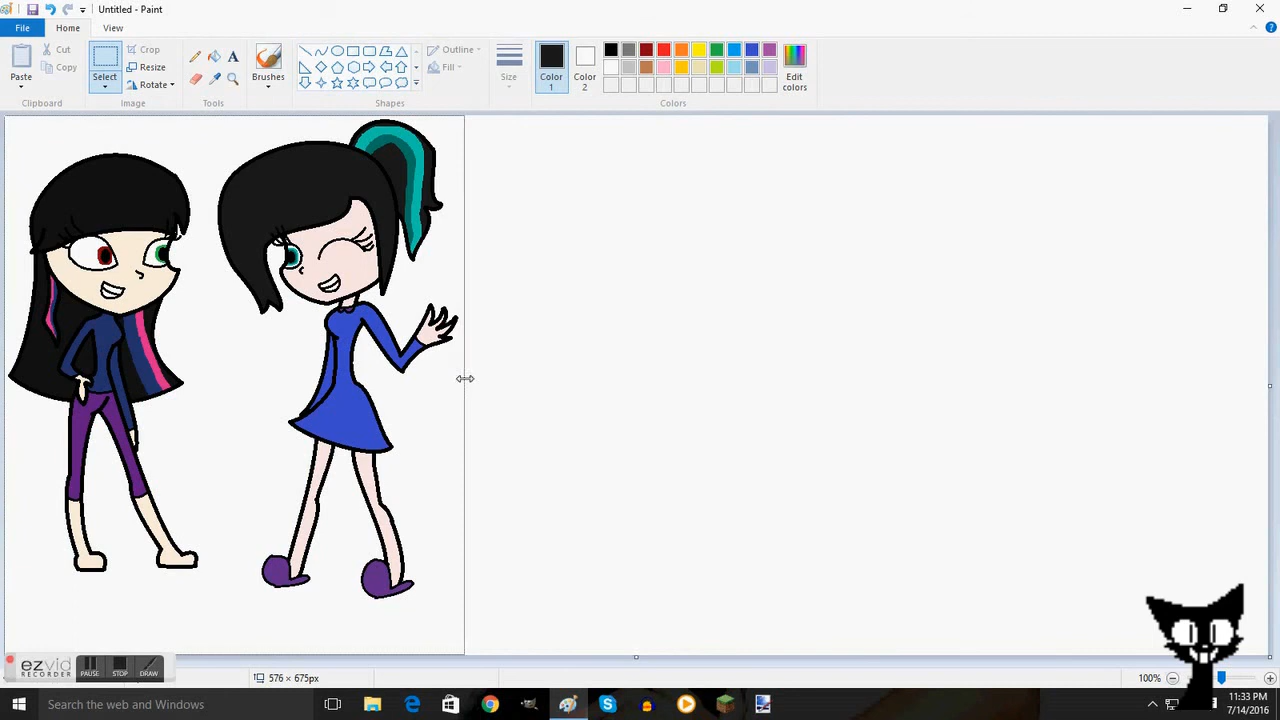 Untitled - Paint
File
Home
View
Paste
Cut
Copy
Clipboard
Select
Crop
Resize
Rotate
Image
Tools
Brushes
Outline
Fill
Shapes
Size
Color 1
Color 2
Edit colors
Colors
ezvid
RECORDER
PAUSE
STOP
DRAW
576 × 675px
100%
Search the web and Windows
11:33 PM
7/14/2016